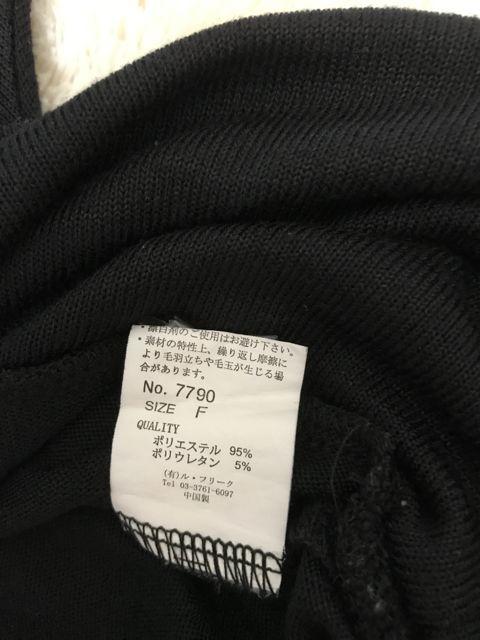 ・漂白剤のご使用はお避け下さい。
・素材の特性上、繰り返し摩擦に
より毛羽立ちや毛玉が生じる場
合があります。
No. 7790
SIZE F
QUALITY
ポリエステル 95%
ポリウレタン 5%
(有)ル・フリーク
Tel 03-3761-6097
中国製